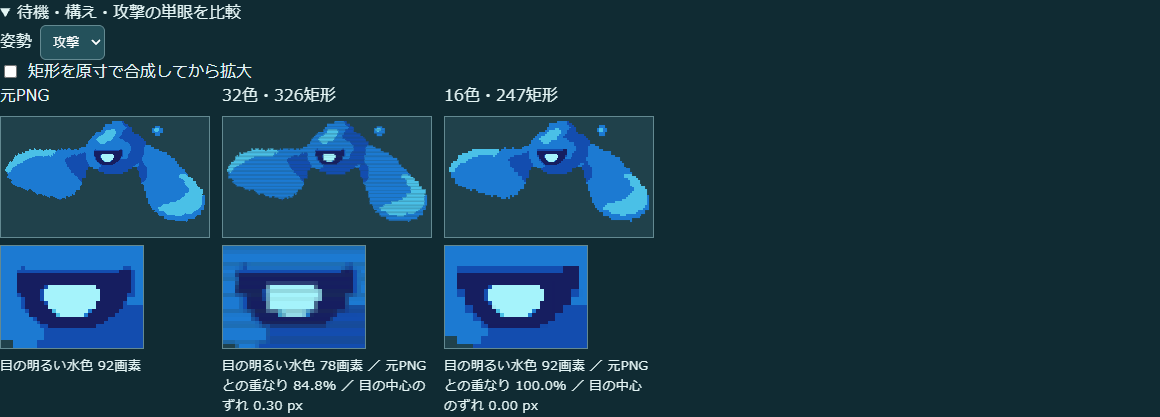 ▼ 待機・構え・攻撃の単眼を比較
姿勢 攻撃
矩形を原寸で合成してから拡大
元PNG 32色・326矩形 16色・247矩形
目の明るい水色 92画素
目の明るい水色 78画素 ／ 元PNG
との重なり 84.8% ／ 目の中心の
ずれ 0.30 px
目の明るい水色 92画素 ／ 元PNG
との重なり 100.0% ／ 目の中心
のずれ 0.00 px